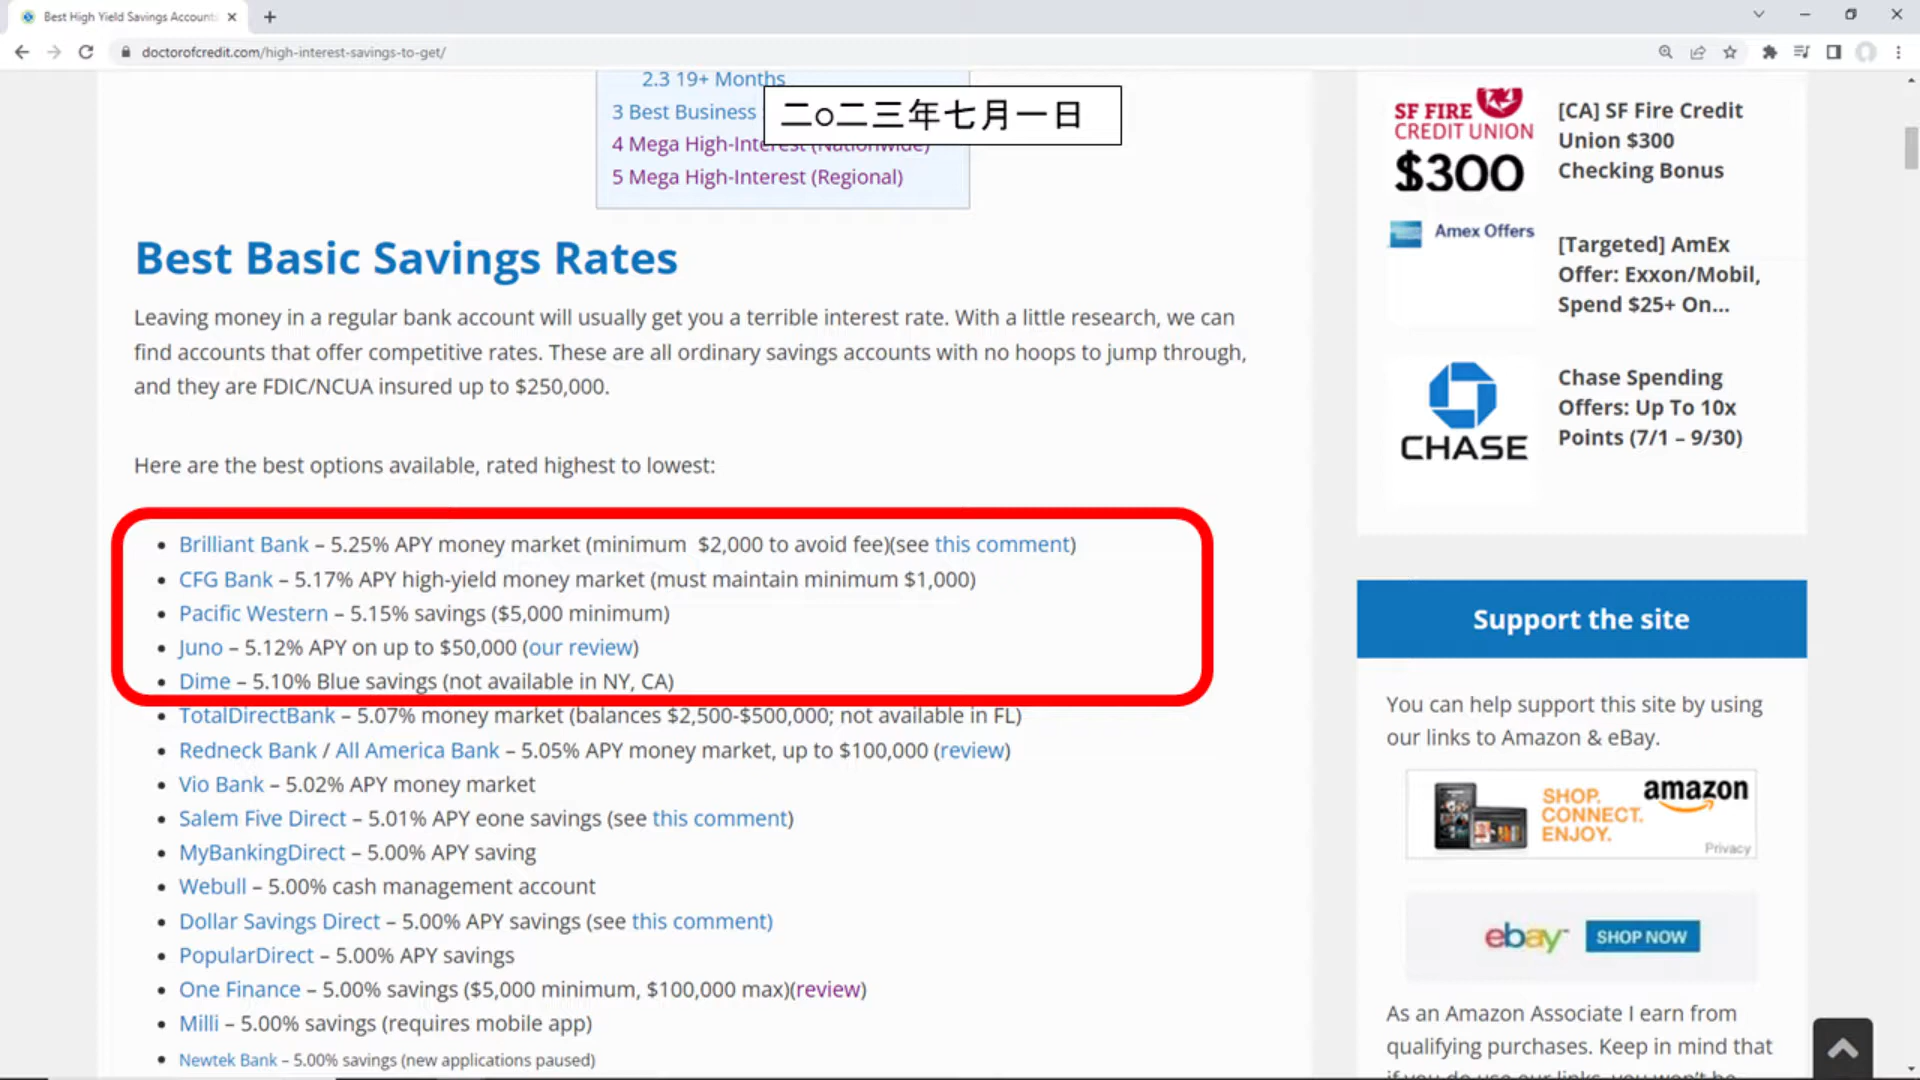 Best High Yield Savings Account
doctorofcredit.com/high-interest-savings-to-get/
2.3 19+ Months
3 Best Business
二○二三年七月一日
4 Mega High-Interest (Nationwide)
5 Mega High-Interest (Regional)
Best Basic Savings Rates
Leaving money in a regular bank account will usually get you a terrible interest rate. With a little research, we can
find accounts that offer competitive rates. These are all ordinary savings accounts with no hoops to jump through,
and they are FDIC/NCUA insured up to $250,000.
Here are the best options available, rated highest to lowest:
Brilliant Bank – 5.25% APY money market (minimum $2,000 to avoid fee)(see this comment)
CFG Bank – 5.17% APY high-yield money market (must maintain minimum $1,000)
Pacific Western – 5.15% savings ($5,000 minimum)
Juno – 5.12% APY on up to $50,000 (our review)
Dime – 5.10% Blue savings (not available in NY, CA)
TotalDirectBank – 5.07% money market (balances $2,500-$500,000; not available in FL)
Redneck Bank / All America Bank – 5.05% APY money market, up to $100,000 (review)
Vio Bank – 5.02% APY money market
Salem Five Direct – 5.01% APY eone savings (see this comment)
MyBankingDirect – 5.00% APY saving
Webull – 5.00% cash management account
Dollar Savings Direct – 5.00% APY savings (see this comment)
PopularDirect – 5.00% APY savings
One Finance – 5.00% savings ($5,000 minimum, $100,000 max)(review)
Milli – 5.00% savings (requires mobile app)
Newtek Bank – 5.00% savings (new applications paused)
SF FIRE
CREDIT UNION
$300
[CA] SF Fire Credit
Union $300
Checking Bonus
Amex Offers
[Targeted] AmEx
Offer: Exxon/Mobil,
Spend $25+ On...
CHASE
Chase Spending
Offers: Up To 10x
Points (7/1 – 9/30)
Support the site
You can help support this site by using
our links to Amazon & eBay.
SHOP.
CONNECT.
ENJOY.
amazon
Privacy
ebay
SHOP NOW
As an Amazon Associate I earn from
qualifying purchases. Keep in mind that